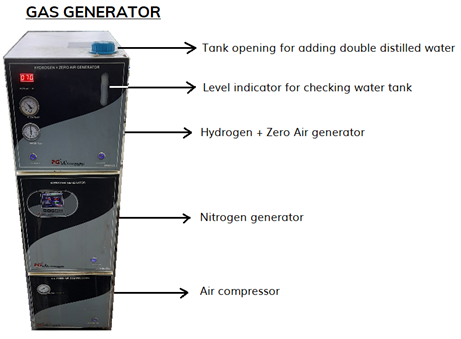 GAS GENERATOR
Tank opening for adding double distilled water
HYDROGEN + ZERO AIR GENERATOR
Level indicator for checking water tank
Hydrogen + Zero Air generator
Nitrogen generator
Air compressor